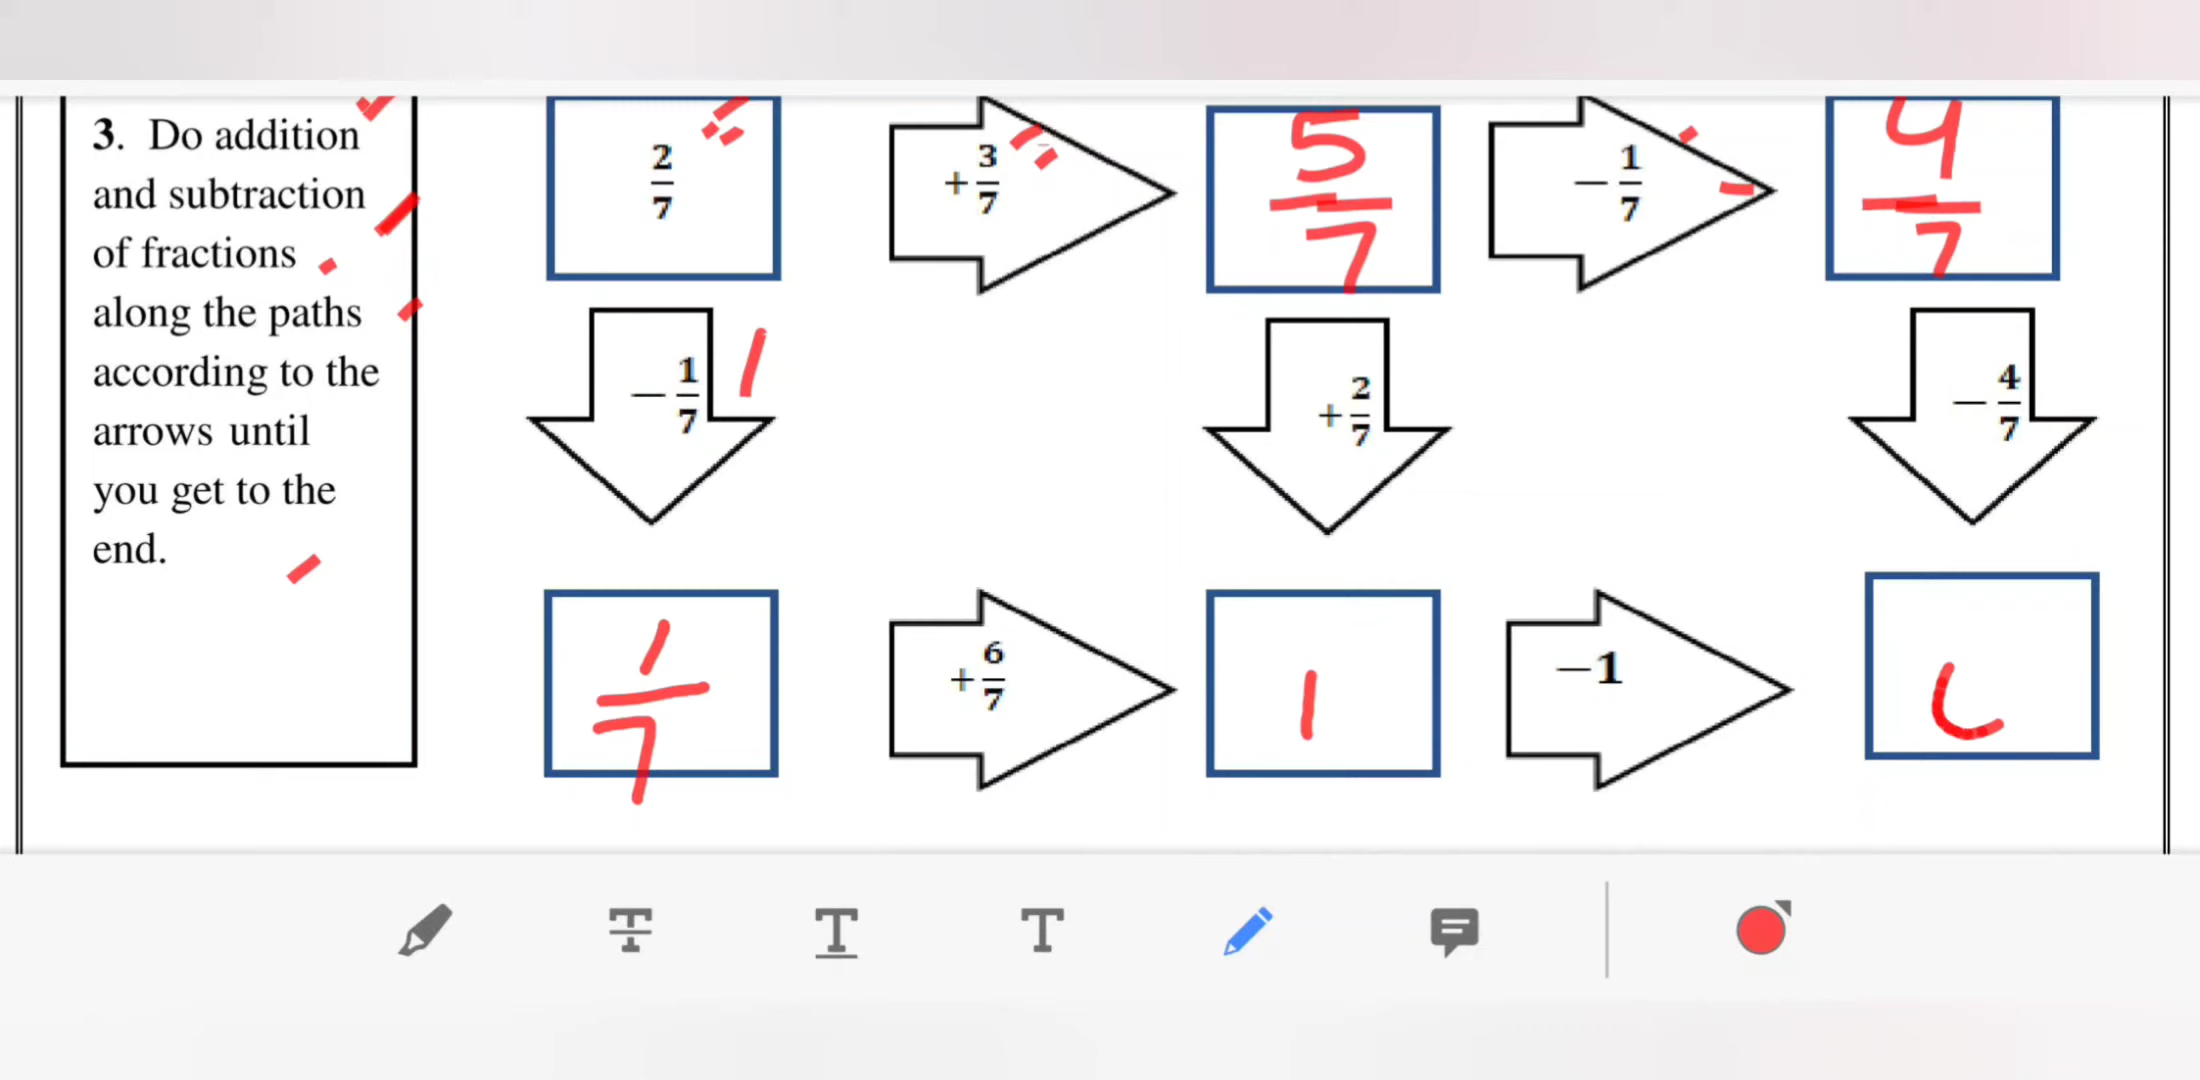 3. Do addition
and subtraction
of fractions
along the paths
according to the
arrows until
you get to the
end.
2/7
+ 3/7
5/7
− 1/7
4/7
− 1/7
1
+ 2/7
− 4/7
1/7
+ 6/7
1
−1
T
T
T